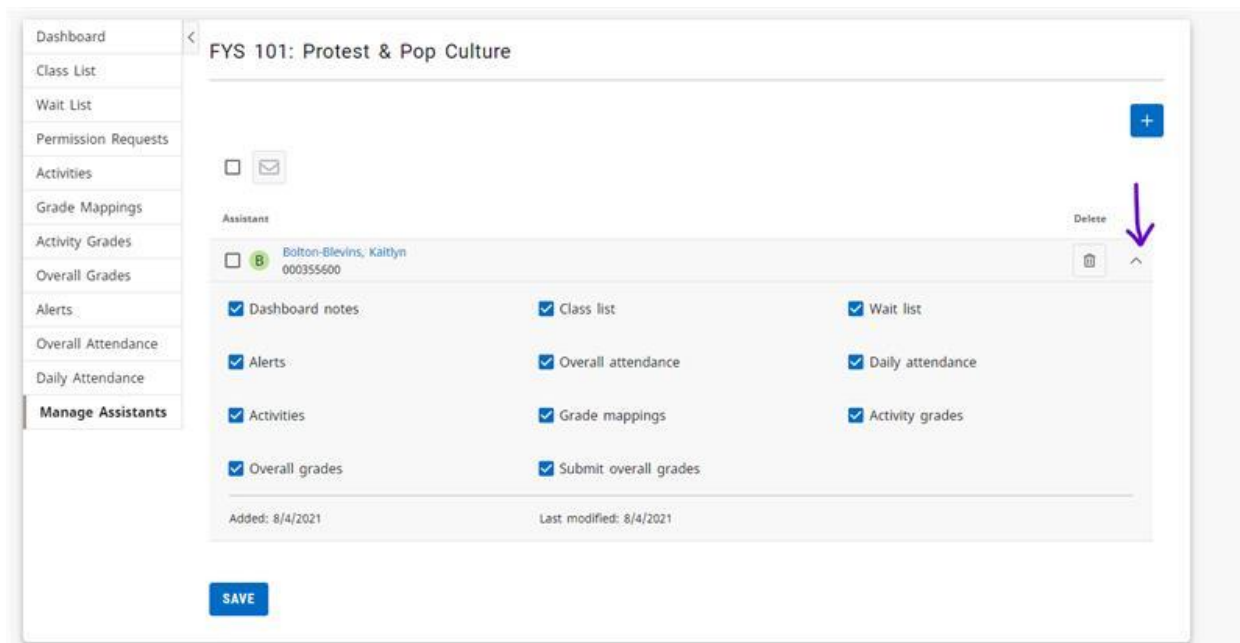 Dashboard
Class List
Wait List
Permission Requests
Activities
Grade Mappings
Activity Grades
Overall Grades
Alerts
Overall Attendance
Daily Attendance
Manage Assistants
FYS 101: Protest & Pop Culture
Assistant Delete
B Bolton-Blevins, Kaitlyn
000355600
Dashboard notes Class list Wait list
Alerts Overall attendance Daily attendance
Activities Grade mappings Activity grades
Overall grades Submit overall grades
Added: 8/4/2021 Last modified: 8/4/2021
SAVE